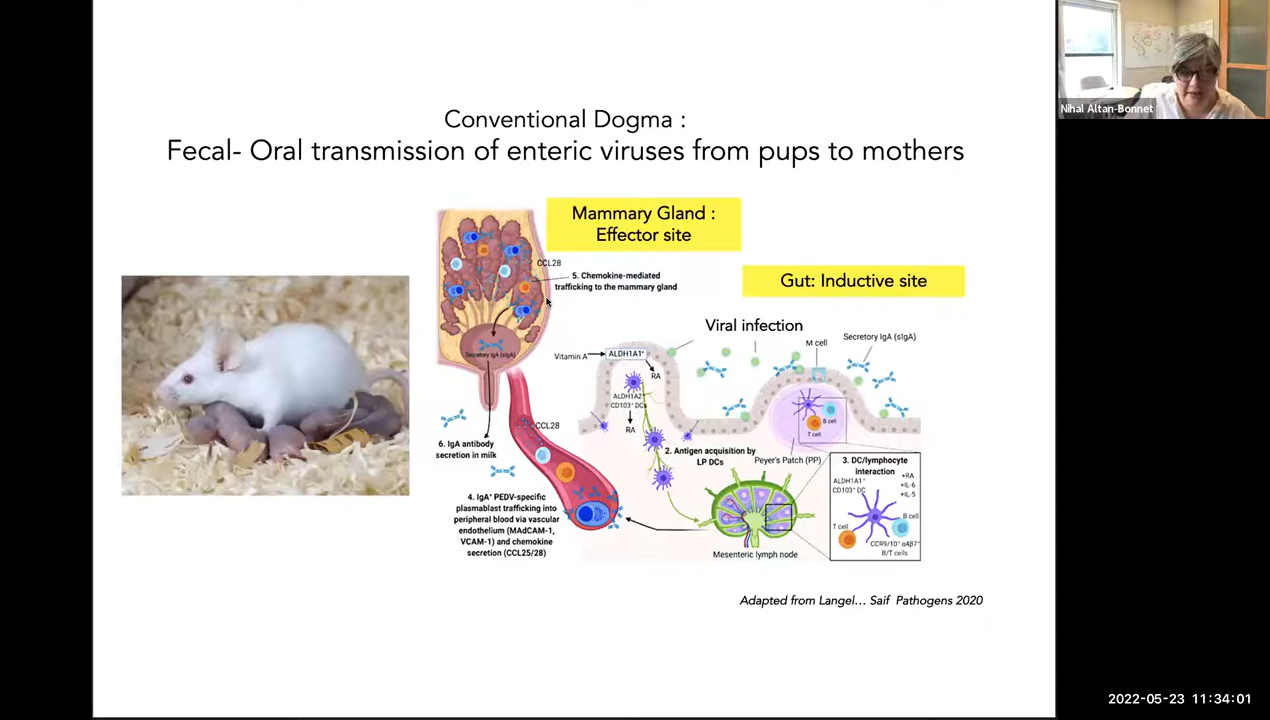 Conventional Dogma :
Fecal- Oral transmission of enteric viruses from pups to mothers
Nihal Altan-Bonnet
Mammary Gland :
Effector site
CCL28
5. Chemokine-mediated
trafficking to the mammary gland
Gut: Inductive site
Viral infection
M cell
Secretory IgA (sIgA)
Secretory IgA (sIgA)
Vitamin A
ALDH1A1⁺
RA
ALDH1A2
CD103⁺ DCs
RA
B cell
T cell
CCL28
6. IgA antibody
secretion in milk
2. Antigen acquisition by
LP DCs
Peyer's Patch (PP)
3. DC/lymphocyte
interaction
ALDH1A1⁺
CD103⁺ DC
+RA
+IL-6
+IL-5
T cell
B cell
CCR9/10⁺ α4β7⁺
B/T cells
4. IgA⁺ PEDV-specific
plasmablast trafficking into
peripheral blood via vascular
endothelium (MAdCAM-1,
VCAM-1) and chemokine
secretion (CCL25/28)
Mesenteric lymph node
Adapted from Langel... Saif Pathogens 2020
2022-05-23 11:34:01